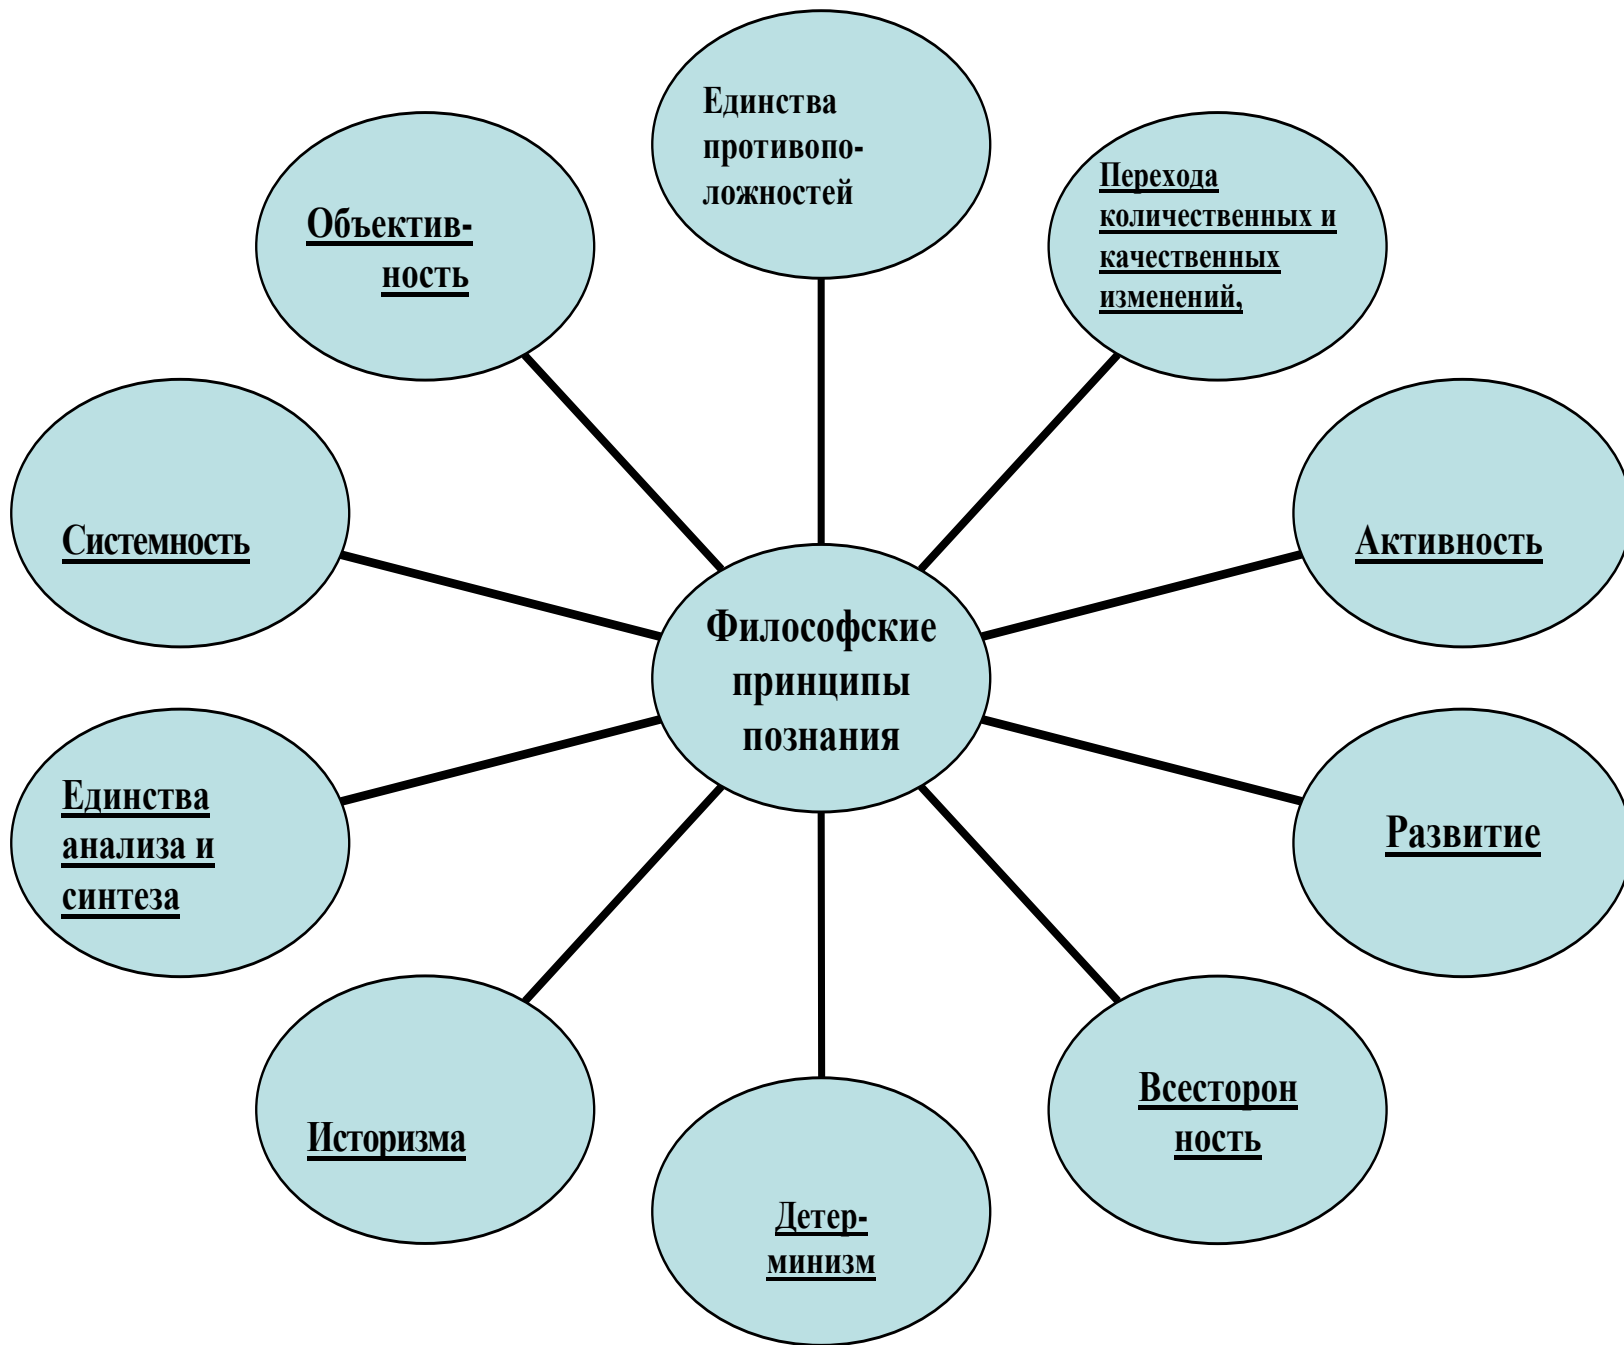 Единства
противопо-
ложностей
Перехода
количественных и
качественных
изменений,
Объектив-
ность
Активность
Системность
Философские
принципы
познания
Развитие
Единства
анализа и
синтеза
Всесторон
ность
Историзма
Детер-
минизм